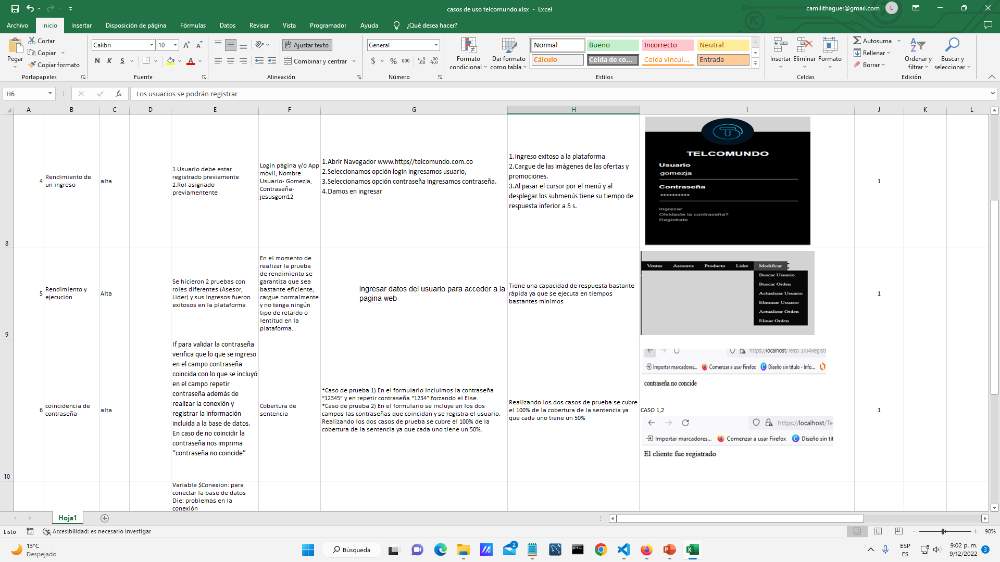 casos de uso telcomundo.xlsx - Excel
camilithaguer@gmail.com
C
Archivo
Inicio
Insertar
Disposición de página
Fórmulas
Datos
Revisar
Vista
Programador
Ayuda
¿Qué desea hacer?
Pegar
Cortar
Copiar
Copiar formato
Portapapeles
Calibri
10
N K S
Fuente
Ajustar texto
Combinar y centrar
Alineación
General
$ % 000
Número
Formato
condicional
Dar formato
como tabla
Normal
Bueno
Incorrecto
Neutral
Cálculo
Celda de co...
Celda vincul...
Entrada
Estilos
Insertar
Eliminar
Formato
Celdas
Autosuma
Rellenar
Borrar
Ordenar y
filtrar
Buscar y
seleccionar
Edición
H6
fx
Los usuarios se podrán registrar
A B C D E F G H I J K L
8
4
Rendimiento de
un ingreso
alta
1.Usuario debe estar
registrado previamente
2.Rol asignado
previamentente
Login página y/o App
móvil, Nombre
Usuario- Gomezja,
Contraseña-
jesusgom12
1.Abrir Navegador www.https//telcomundo.com.co
2.Seleccionamos opción login ingresamos usuario,
3.Seleccionamos opción contraseña ingresamos contraseña.
4.Damos en ingresar
1.Ingreso exitoso a la plataforma
2.Cargue de las imágenes de las ofertas y
promociones.
3.Al pasar el cursor por el menú y al
desplegar los submenús tiene su tiempo de
respuesta inferior a 5 s.
TELCOMUNDO
Usuario
gomezja
Contraseña
••••••••••
Ingresar
Olvidaste la contraseña?
Registrate
1
9
5
Rendimiento y
ejecución
Alta
Se hicieron 2 pruebas con
roles diferentes (Asesor,
Lider) y sus ingresos fueron
exitosos en la plataforma
En el momento de
realizar la prueba
de rendimiento se
garantiza que sea
bastante eficiente,
cargue normalmente
y no tenga ningún
tipo de retardo o
lentitud en la
plataforma.
Ingresar datos del usuario para acceder a la
pagina web
Tiene una capacidad de respuesta bastante
rápida ya que se ejecuta en tiempos
bastantes mínimos
Ventas Asesores Producto Lider Modificar
Buscar Usuario
Buscar Orden
Actualizar Usuario
Eliminar Usuario
Actualizar Orden
Elinar Orden
1
10
6
coincidencia de
contraseña
alta
If para validar la contraseña
verifica que lo que se ingreso
en el campo contraseña
coincida con lo que se incluyó
en el campo repetir
contraseña además de
realizar la conexión y
registrar la información
incluida a la base de datos.
En caso de no coincidir la
contraseña nos imprima
“contraseña no coincide”
Cobertura de
sentencia
*Caso de prueba 1) En el formulario incluimos la contraseña
“12345” y en repetir contraseña “1234” forzando el Else.
*Caso de prueba 2) En el formulario se incluye en los dos
campos las contraseñas que coincidan y se registra el usuario.
Realizando los dos casos de prueba se cubre el 100% de la
cobertura de la sentencia ya que cada uno tiene un 50%.
Realizando los dos casos de prueba se cubre
el 100% de la cobertura de la sentencia ya
que cada uno tiene un 50%
https://localhost/Telco 3/04Registr
Importar marcadores... Comenzar a usar Firefox Diseño sin título - Info...
contraseña no concide
CASO 1,2
https://localhost/Te
Importar marcadores... Comenzar a usar Firefox Diseño sin tít
El cliente fue registrado
1
Variable $Conexion: para
conectar la base de datos
Die: problemas en la
conexión
Hoja1
Listo
Accesibilidad: es necesario investigar
90%
13°C
Despejado
Búsqueda
2
ESP
ES
9:02 p. m.
9/12/2022
3